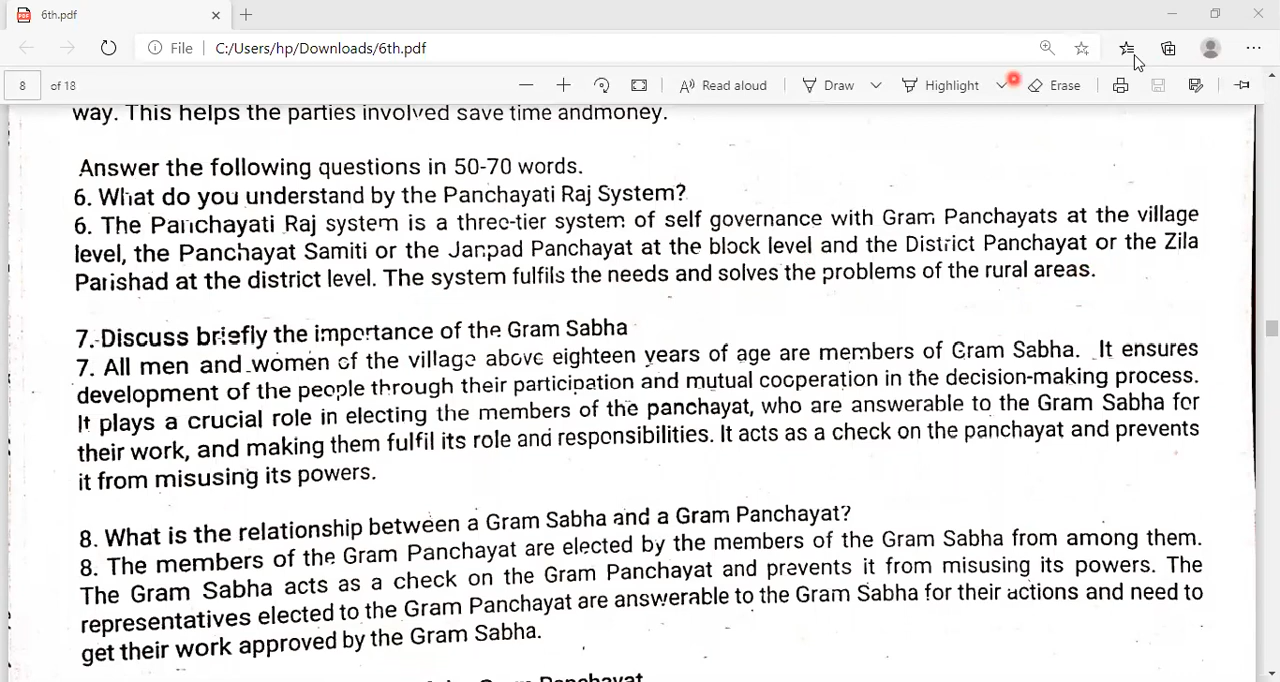 6th.pdf
File C:/Users/hp/Downloads/6th.pdf
8 of 18 Read aloud Draw Highlight Erase
way. This helps the parties involved save time andmoney.
Answer the following questions in 50-70 words.
6. What do you understand by the Panchayati Raj System?
6. The Panchayati Raj system is a three-tier system of self governance with Gram Panchayats at the village
level, the Panchayat Samiti or the Janpad Panchayat at the block level and the District Panchayat or the Zila
Parishad at the district level. The system fulfils the needs and solves the problems of the rural areas.
7. Discuss briefly the importance of the Gram Sabha
7. All men and women of the village above eighteen years of age are members of Gram Sabha. It ensures
development of the people through their participation and mutual cooperation in the decision-making process.
It plays a crucial role in electing the members of the panchayat, who are answerable to the Gram Sabha for
their work, and making them fulfil its role and responsibilities. It acts as a check on the panchayat and prevents
it from misusing its powers.
8. What is the relationship between a Gram Sabha and a Gram Panchayat?
8. The members of the Gram Panchayat are elected by the members of the Gram Sabha from among them.
The Gram Sabha acts as a check on the Gram Panchayat and prevents it from misusing its powers. The
representatives elected to the Gram Panchayat are answerable to the Gram Sabha for their actions and need to
get their work approved by the Gram Sabha.
Gram Panchayat